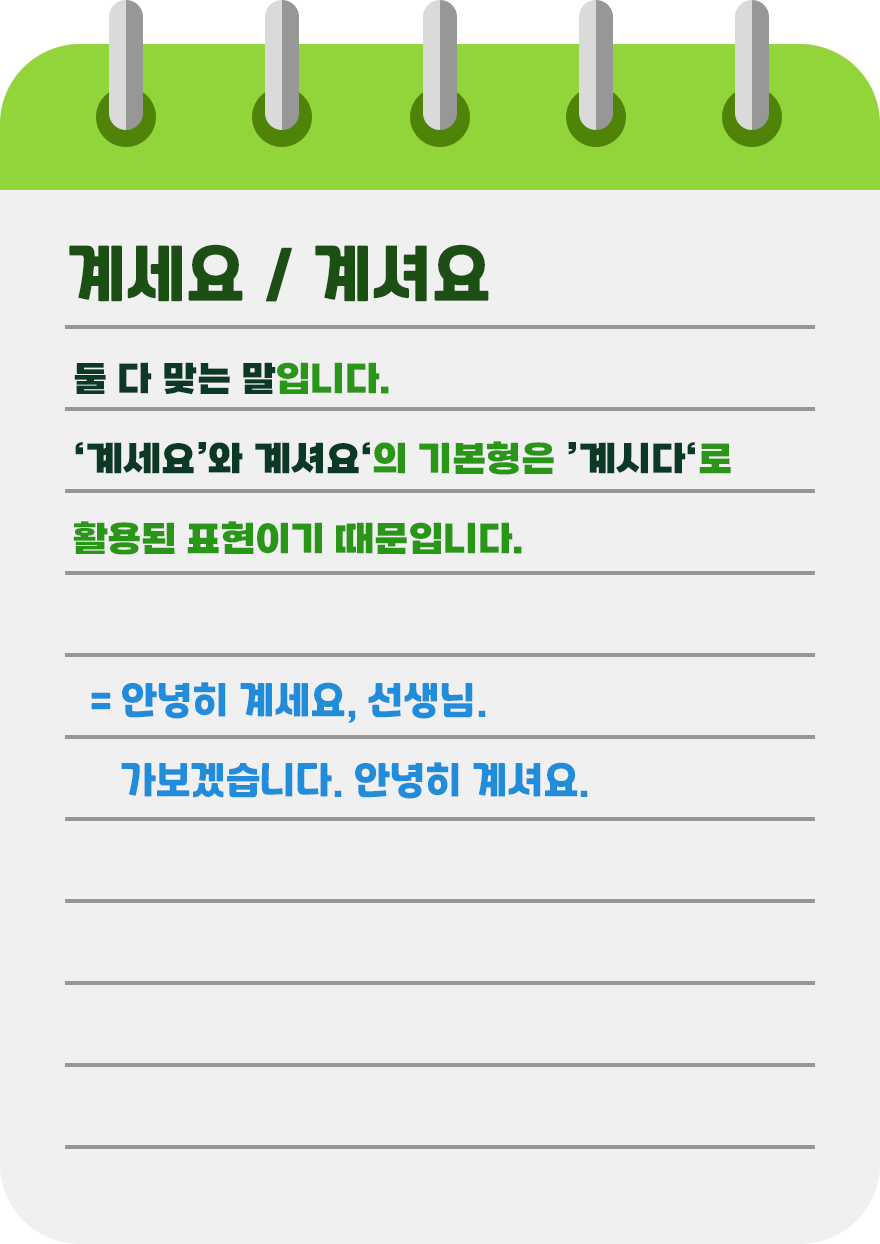 계세요 / 계셔요
둘 다 맞는 말입니다.
‘계세요’와 계셔요‘의 기본형은 ’계시다‘로
활용된 표현이기 때문입니다.
= 안녕히 계세요, 선생님.
가보겠습니다. 안녕히 계셔요.